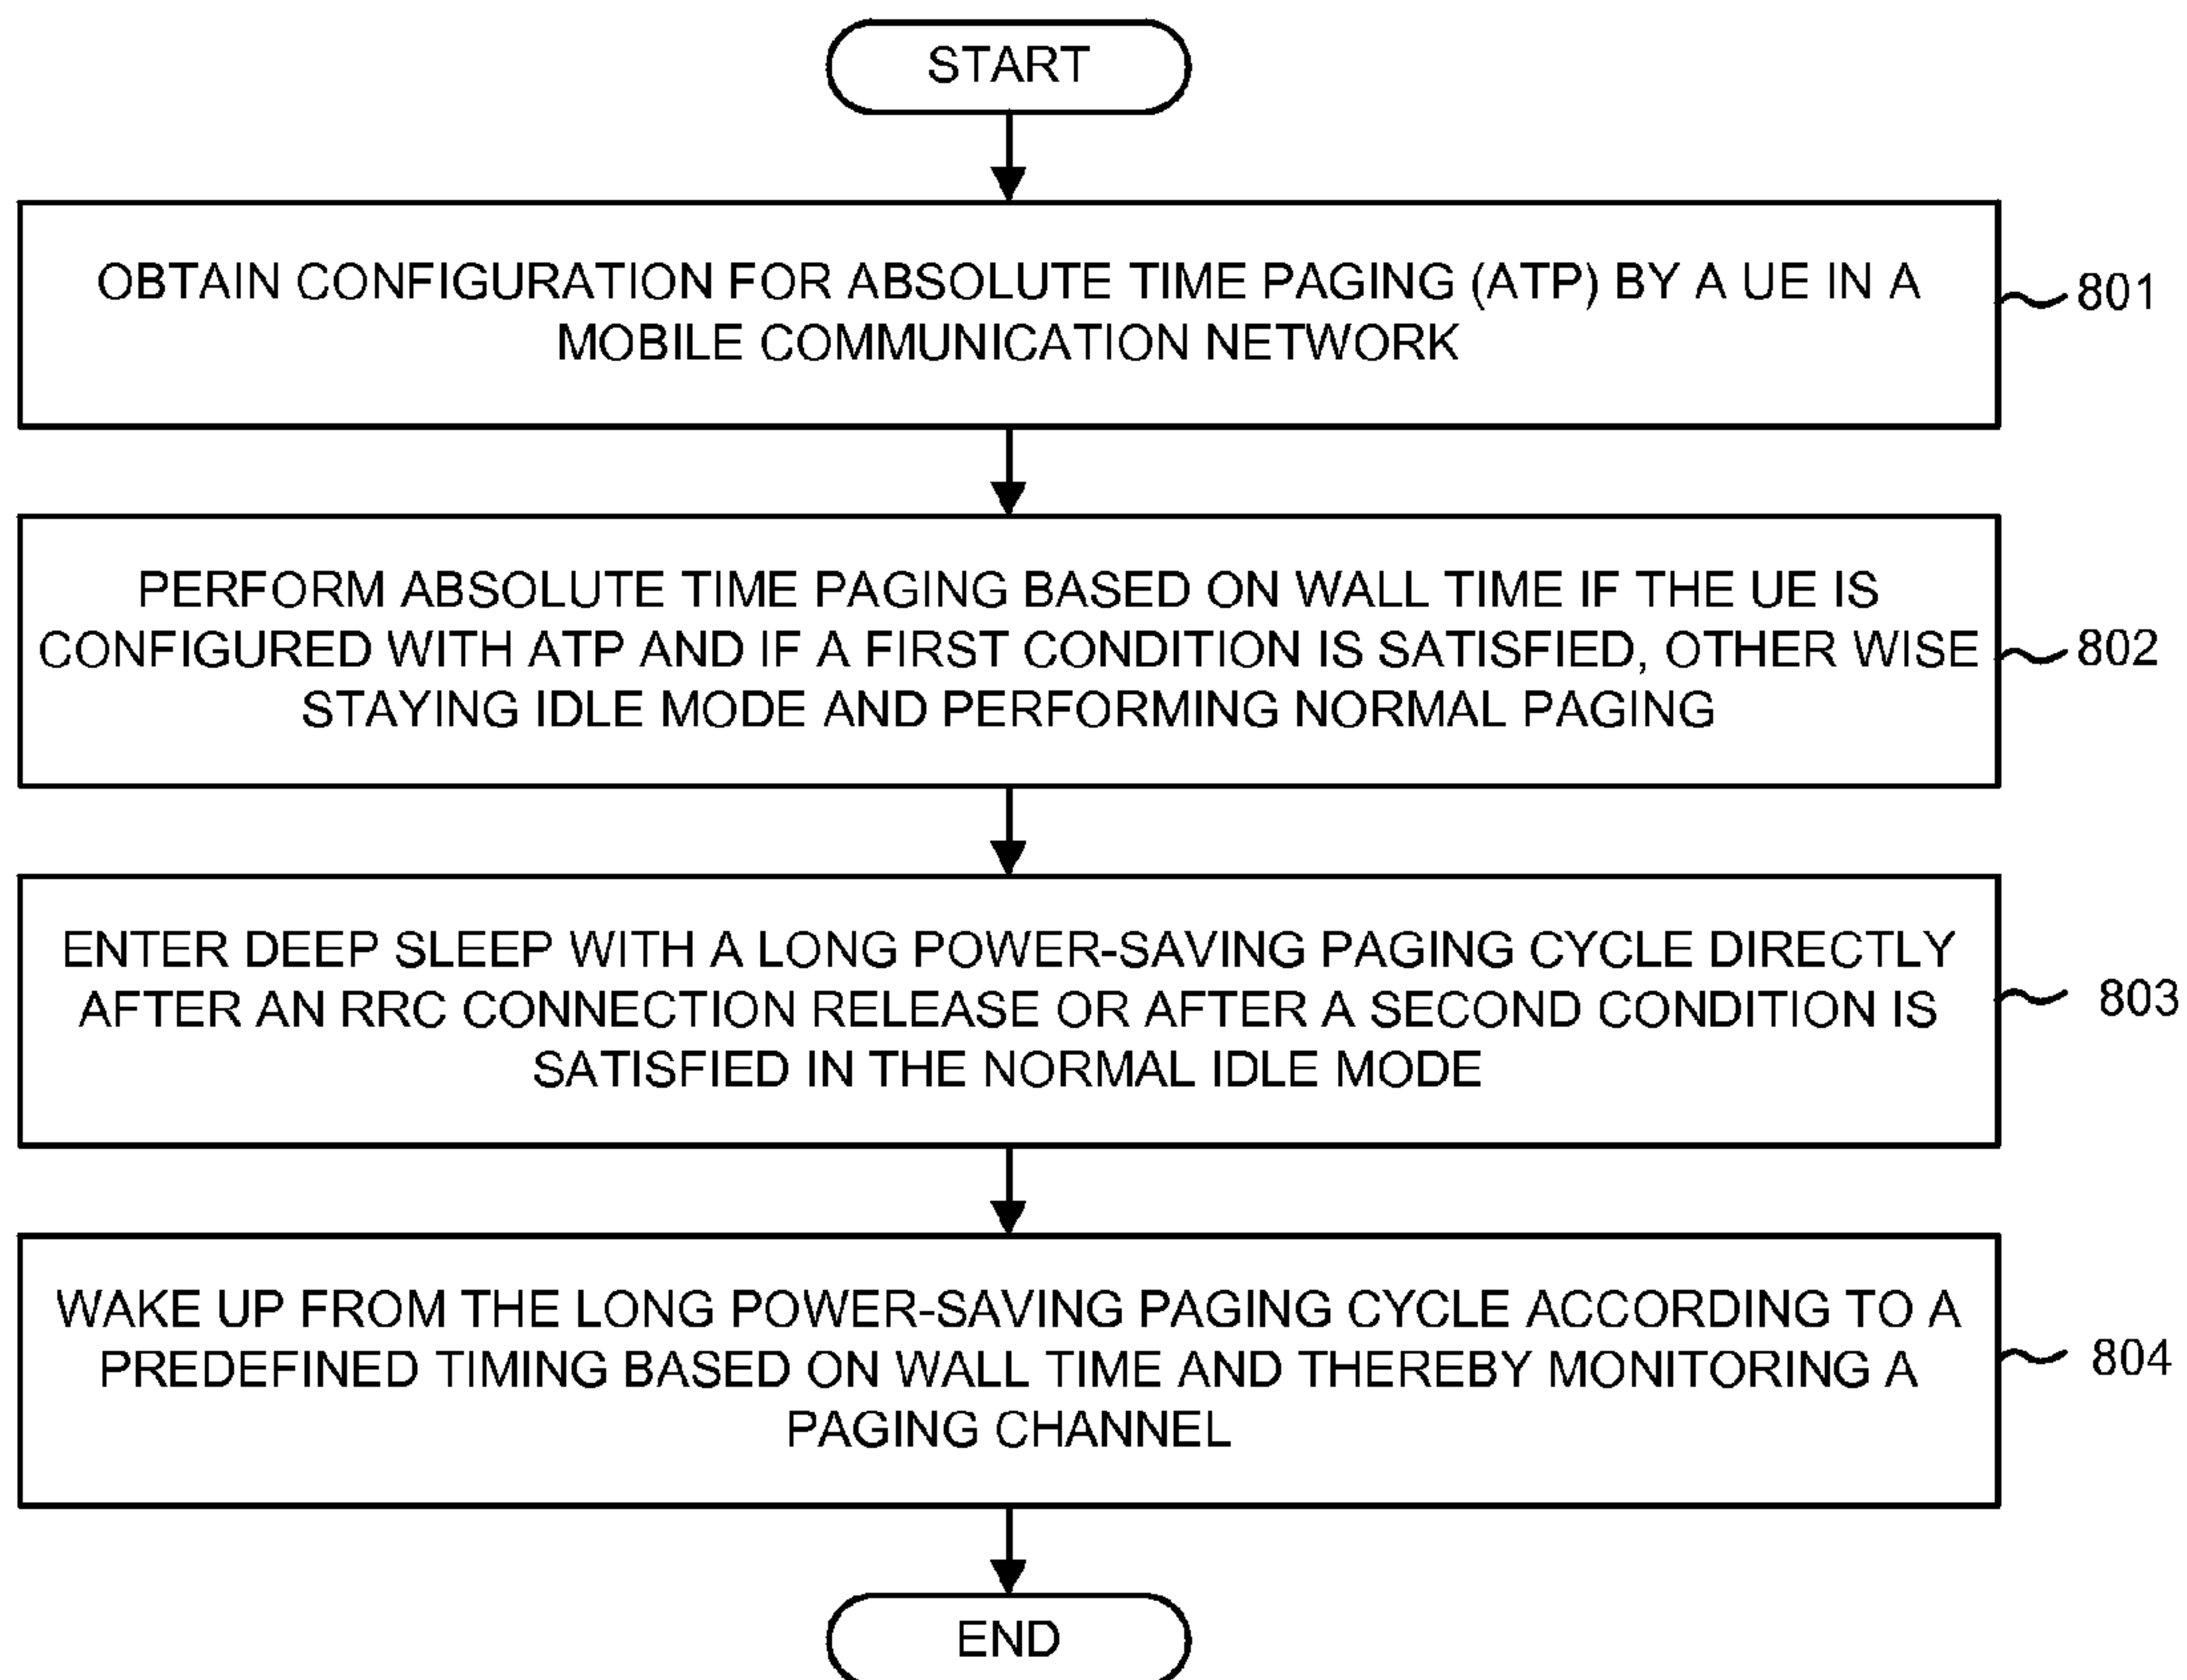 START
OBTAIN CONFIGURATION FOR ABSOLUTE TIME PAGING (ATP) BY A UE IN A
MOBILE COMMUNICATION NETWORK
801
PERFORM ABSOLUTE TIME PAGING BASED ON WALL TIME IF THE UE IS
CONFIGURED WITH ATP AND IF A FIRST CONDITION IS SATISFIED, OTHER WISE
STAYING IDLE MODE AND PERFORMING NORMAL PAGING
802
ENTER DEEP SLEEP WITH A LONG POWER-SAVING PAGING CYCLE DIRECTLY
AFTER AN RRC CONNECTION RELEASE OR AFTER A SECOND CONDITION IS
SATISFIED IN THE NORMAL IDLE MODE
803
WAKE UP FROM THE LONG POWER-SAVING PAGING CYCLE ACCORDING TO A
PREDEFINED TIMING BASED ON WALL TIME AND THEREBY MONITORING A
PAGING CHANNEL
804
END